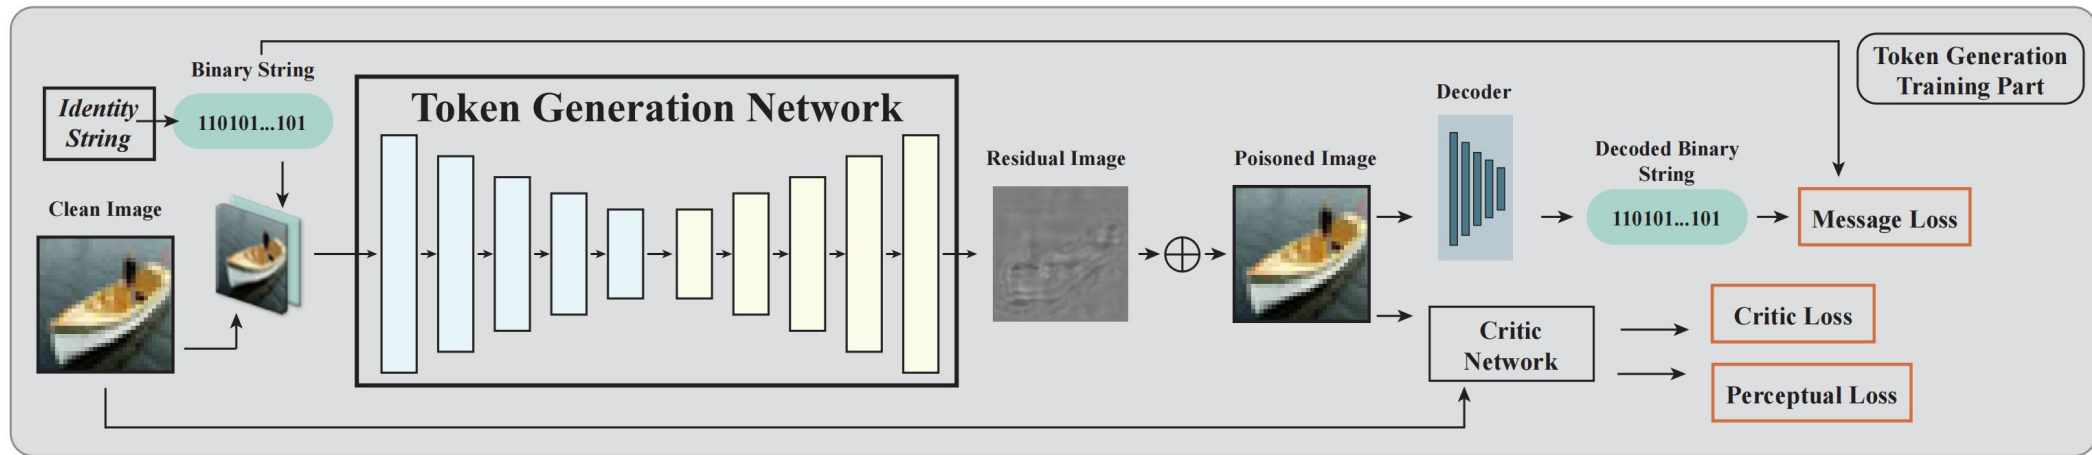 Token Generation
Training Part
Binary String
Identity
String
110101...101
Clean Image
Token Generation Network
Residual Image
Poisoned Image
Decoder
Decoded Binary
String
110101...101
Message Loss
Critic
Network
Critic Loss
Perceptual Loss